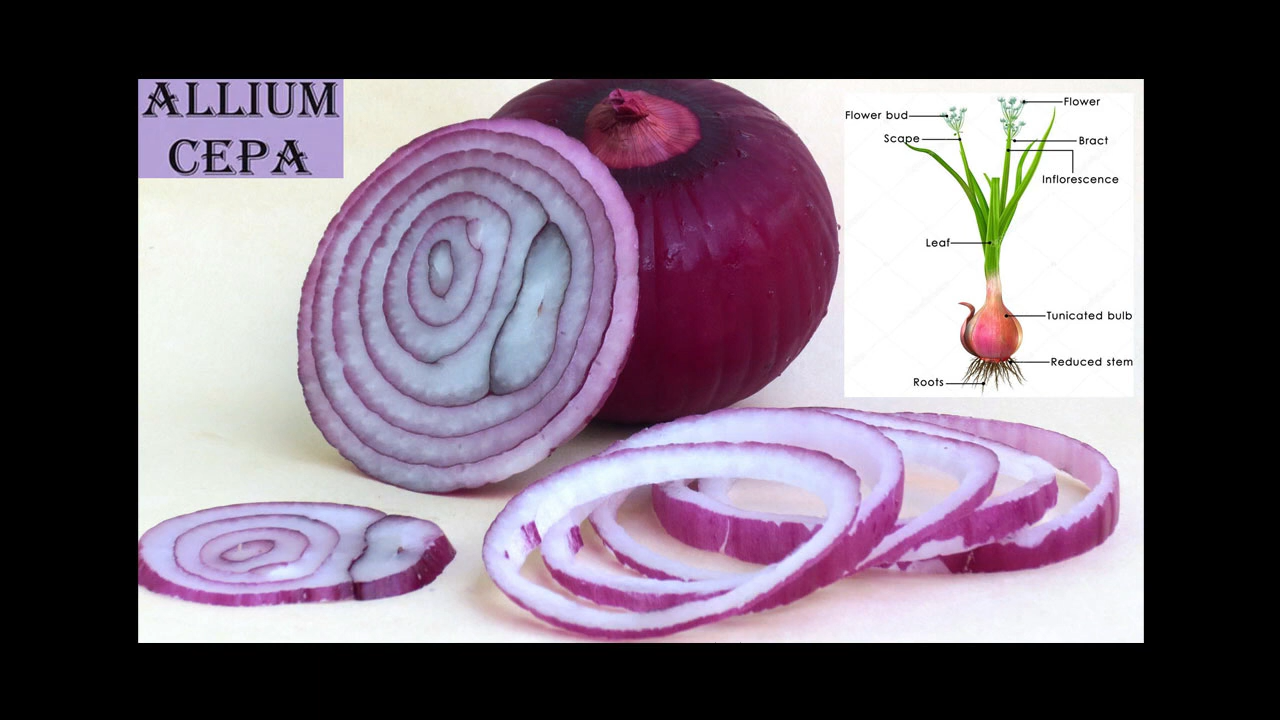 ALLIUM
CEPA
Flower bud
Flower
Scape
Bract
Inflorescence
Leaf
Tunicated bulb
Reduced stem
Roots